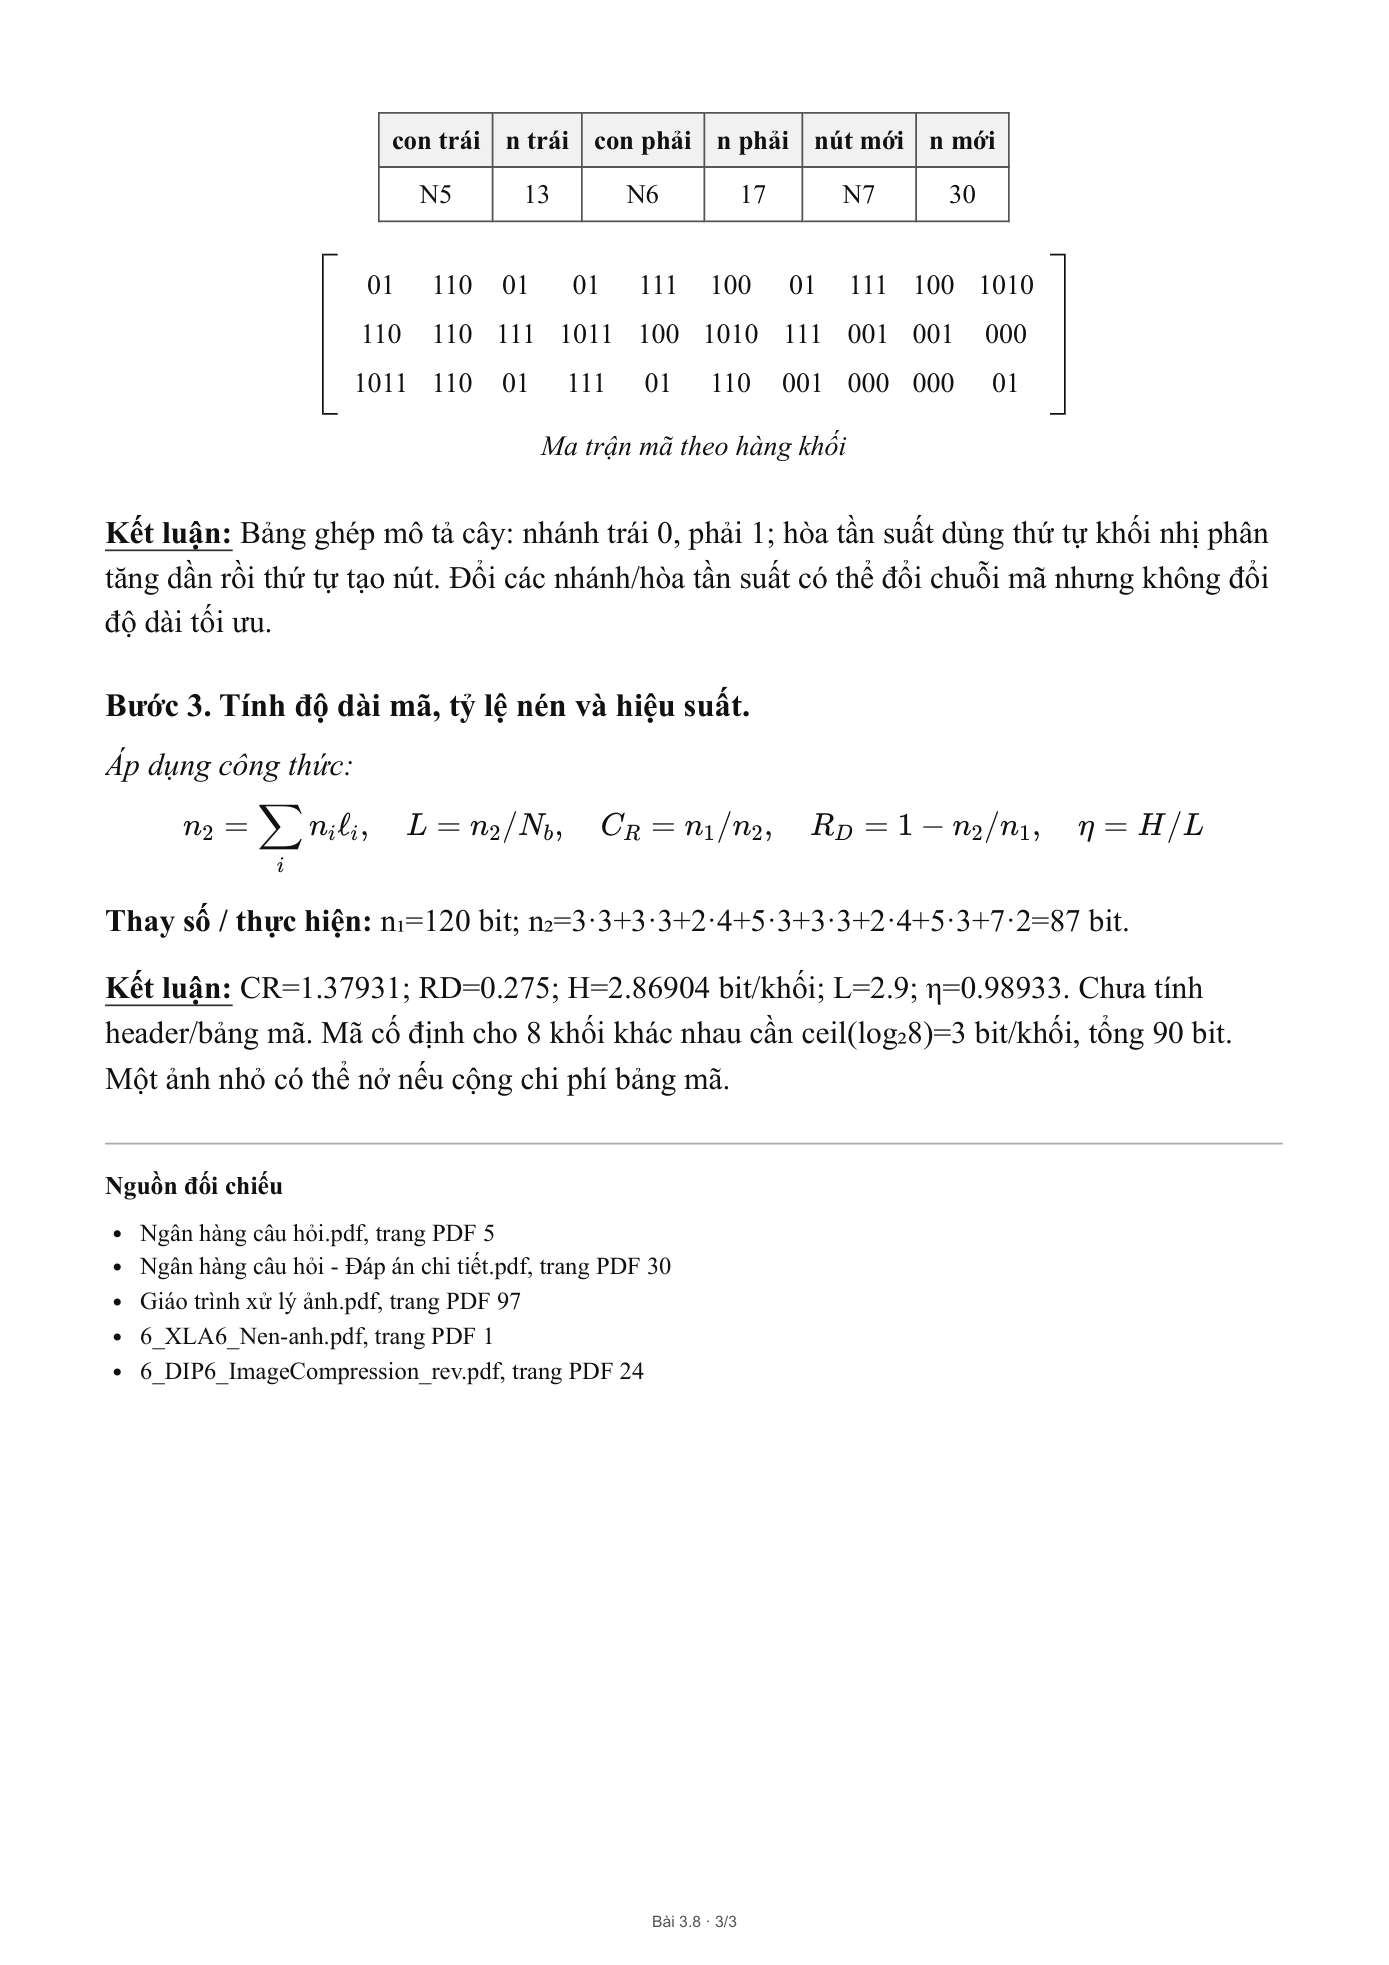 con trái n trái con phải n phải nút mới n mới
N5 13 N6 17 N7 30
01 110 01 01 111 100 01 111 100 1010
110 110 111 1011 100 1010 111 001 001 000
1011 110 01 111 01 110 001 000 000 01
Ma trận mã theo hàng khối
Kết luận: Bảng ghép mô tả cây: nhánh trái 0, phải 1; hòa tần suất dùng thứ tự khối nhị phân
tăng dần rồi thứ tự tạo nút. Đổi các nhánh/hòa tần suất có thể đổi chuỗi mã nhưng không đổi
độ dài tối ưu.
Bước 3. Tính độ dài mã, tỷ lệ nén và hiệu suất.
Áp dụng công thức:
n₂ = ∑ᵢ nᵢℓᵢ, L = n₂/N_b, C_R = n₁/n₂, R_D = 1 − n₂/n₁, η = H/L
Thay số / thực hiện: n₁=120 bit; n₂=3·3+3·3+2·4+5·3+3·3+2·4+5·3+7·2=87 bit.
Kết luận: CR=1.37931; RD=0.275; H=2.86904 bit/khối; L=2.9; η=0.98933. Chưa tính
header/bảng mã. Mã cố định cho 8 khối khác nhau cần ceil(log₂8)=3 bit/khối, tổng 90 bit.
Một ảnh nhỏ có thể nở nếu cộng chi phí bảng mã.
Nguồn đối chiếu
• Ngân hàng câu hỏi.pdf, trang PDF 5
• Ngân hàng câu hỏi - Đáp án chi tiết.pdf, trang PDF 30
• Giáo trình xử lý ảnh.pdf, trang PDF 97
• 6_XLA6_Nen-anh.pdf, trang PDF 1
• 6_DIP6_ImageCompression_rev.pdf, trang PDF 24
Bài 3.8 · 3/3